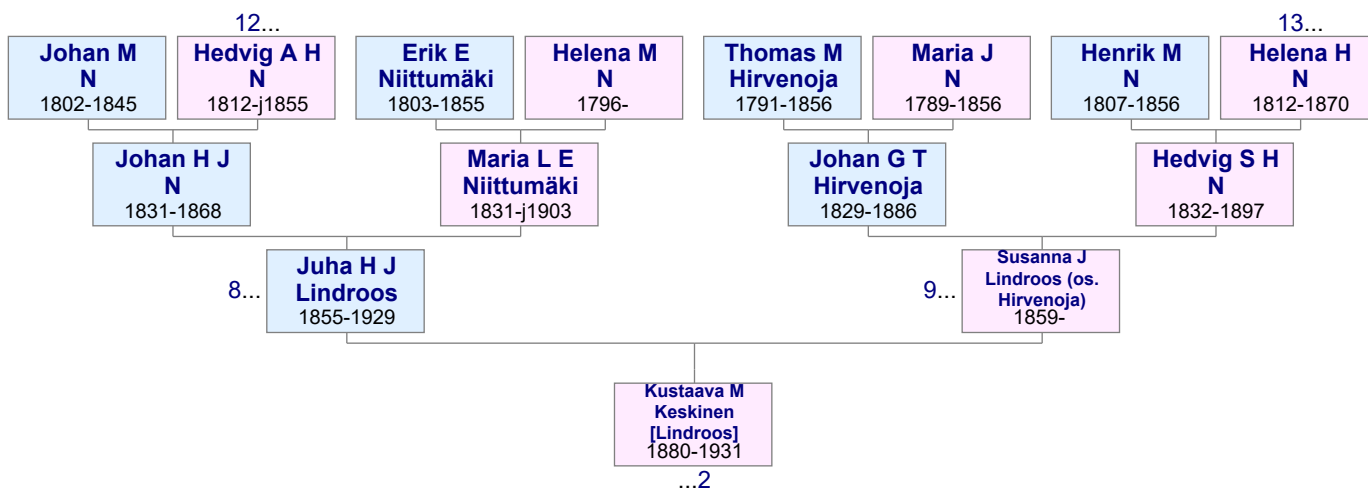 12...
13...
Johan M
N
1802-1845
Hedvig A H
N
1812-j1855
Erik E
Niittumäki
1803-1855
Helena M
N
1796-
Thomas M
Hirvenoja
1791-1856
Maria J
N
1789-1856
Henrik M
N
1807-1856
Helena H
N
1812-1870
Johan H J
N
1831-1868
Maria L E
Niittumäki
1831-j1903
Johan G T
Hirvenoja
1829-1886
Hedvig S H
N
1832-1897
8...
Juha H J
Lindroos
1855-1929
9...
Susanna J
Lindroos (os.
Hirvenoja)
1859-
Kustaava M
Keskinen
[Lindroos]
1880-1931
...2